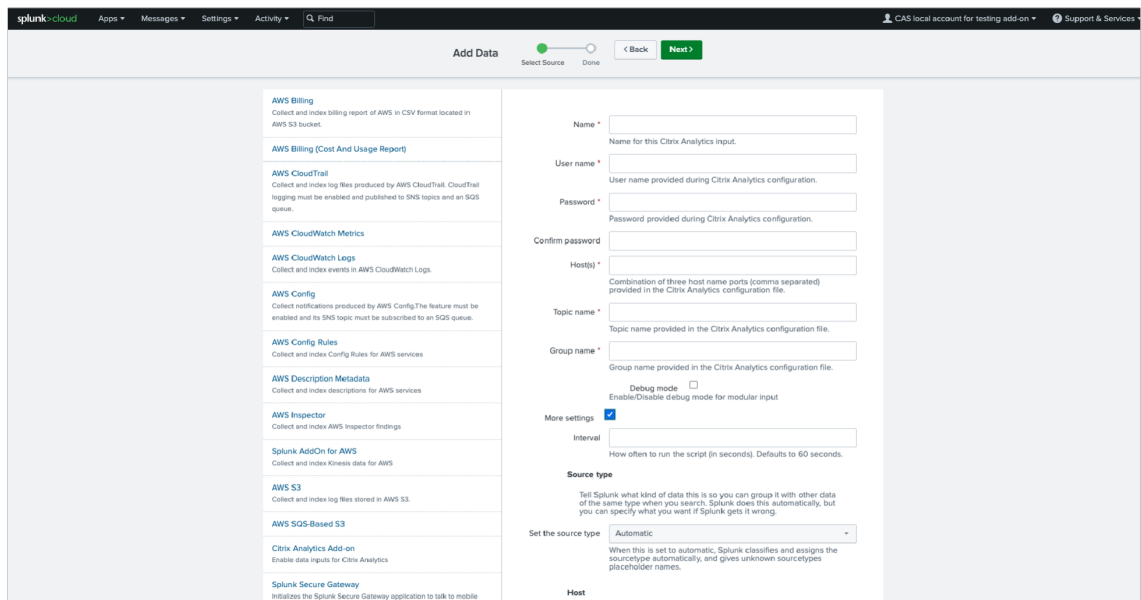 splunk>cloud Apps Messages Settings Activity Find CAS local account for testing add-on Support & Services
Add Data Select Source Done < Back Next >
AWS Billing
Collect and index billing report of AWS in CSV format located in
AWS S3 bucket.
AWS Billing (Cost And Usage Report)
AWS CloudTrail
Collect and index log files produced by AWS CloudTrail. CloudTrail
logging must be enabled and published to SNS topics and an SQS
queue.
AWS CloudWatch Metrics
AWS CloudWatch Logs
Collect and index events in AWS CloudWatch Logs.
AWS Config
Collect notifications produced by AWS Config.The feature must be
enabled and its SNS topic must be subscribed to an SQS queue.
AWS Config Rules
Collect and index Config Rules for AWS services
AWS Description Metadata
Collect and index descriptions for AWS services
AWS Inspector
Collect and index AWS Inspector findings
Splunk AddOn for AWS
Collect and index Kinesis data for AWS
AWS S3
Collect and index log files stored in AWS S3.
AWS SQS-Based S3
Citrix Analytics Add-on
Enable data inputs for Citrix Analytics
Splunk Secure Gateway
Initializes the Splunk Secure Gateway application to talk to mobile
Name *
Name for this Citrix Analytics input.
User name *
User name provided during Citrix Analytics configuration.
Password *
Password provided during Citrix Analytics configuration.
Confirm password
Host(s) *
Combination of three host name ports (comma separated)
provided in the Citrix Analytics configuration file.
Topic name *
Topic name provided in the Citrix Analytics configuration file.
Group name *
Group name provided in the Citrix Analytics configuration file.
Debug mode
Enable/Disable debug mode for modular input
More settings
Interval
How often to run the script (in seconds). Defaults to 60 seconds.
Source type
Tell Splunk what kind of data this is so you can group it with other data
of the same type when you search. Splunk does this automatically, but
you can specify what you want if Splunk gets it wrong.
Set the source type Automatic
When this is set to automatic, Splunk classifies and assigns the
sourcetype automatically, and gives unknown sourcetypes
placeholder names.
Host